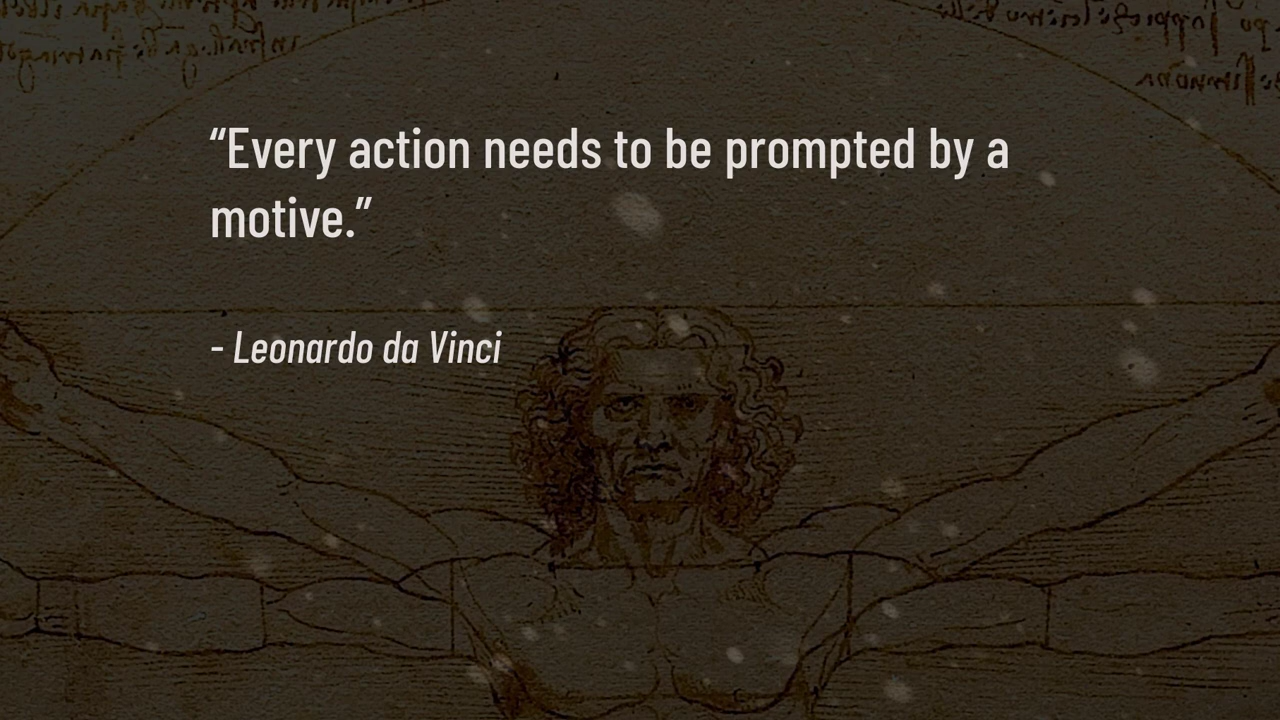 “Every action needs to be prompted by a
motive.”
- Leonardo da Vinci